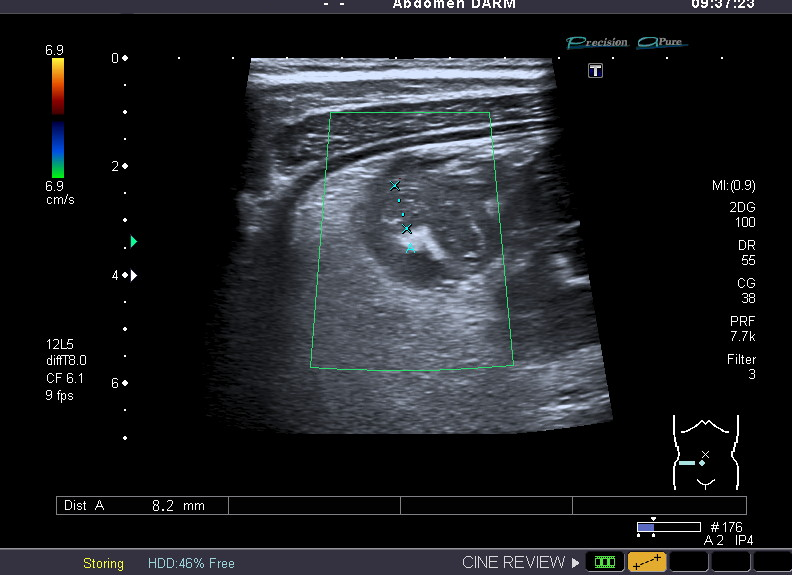 - - Abdomen DARM 09:37:23
Precision APure
T
6.9
6.9
cm/s
0
2
4
6
A
MI:(0.9)
2DG
100
DR
55
CG
38
PRF
7.7k
Filter
3
12L5
diffT8.0
CF 6.1
9 fps
Dist A 8.2 mm
#176
A 2 IP4
Storing HDD:46% Free CINE REVIEW